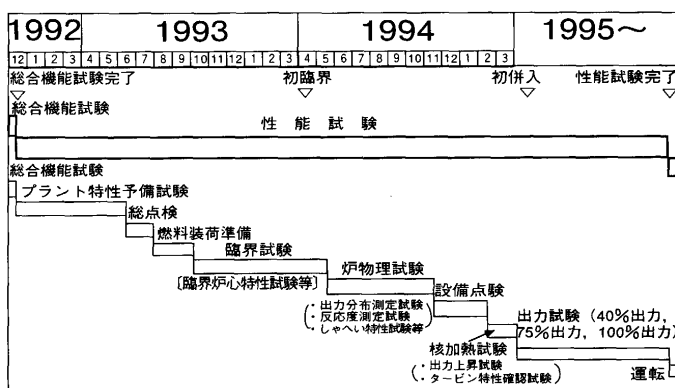 1992 1993 1994 1995～
12 1 2 3 4 5 6 7 8 9 10 11 12 1 2 3 4 5 6 7 8 9 10 11 12 1 2 3
総合機能試験完了 初臨界 初併入 性能試験完了
総合機能試験
性能試験
総合機能試験
プラント特性予備試験
総点検
燃料装荷準備
臨界試験
〔臨界炉心特性試験等〕
炉物理試験
・出力分布測定試験
・反応度測定試験
・しゃへい特性試験等
設備点検
出力試験（40％出力，
75％出力，100％出力）
核加熱試験
・出力上昇試験
・タービン特性確認試験
運転